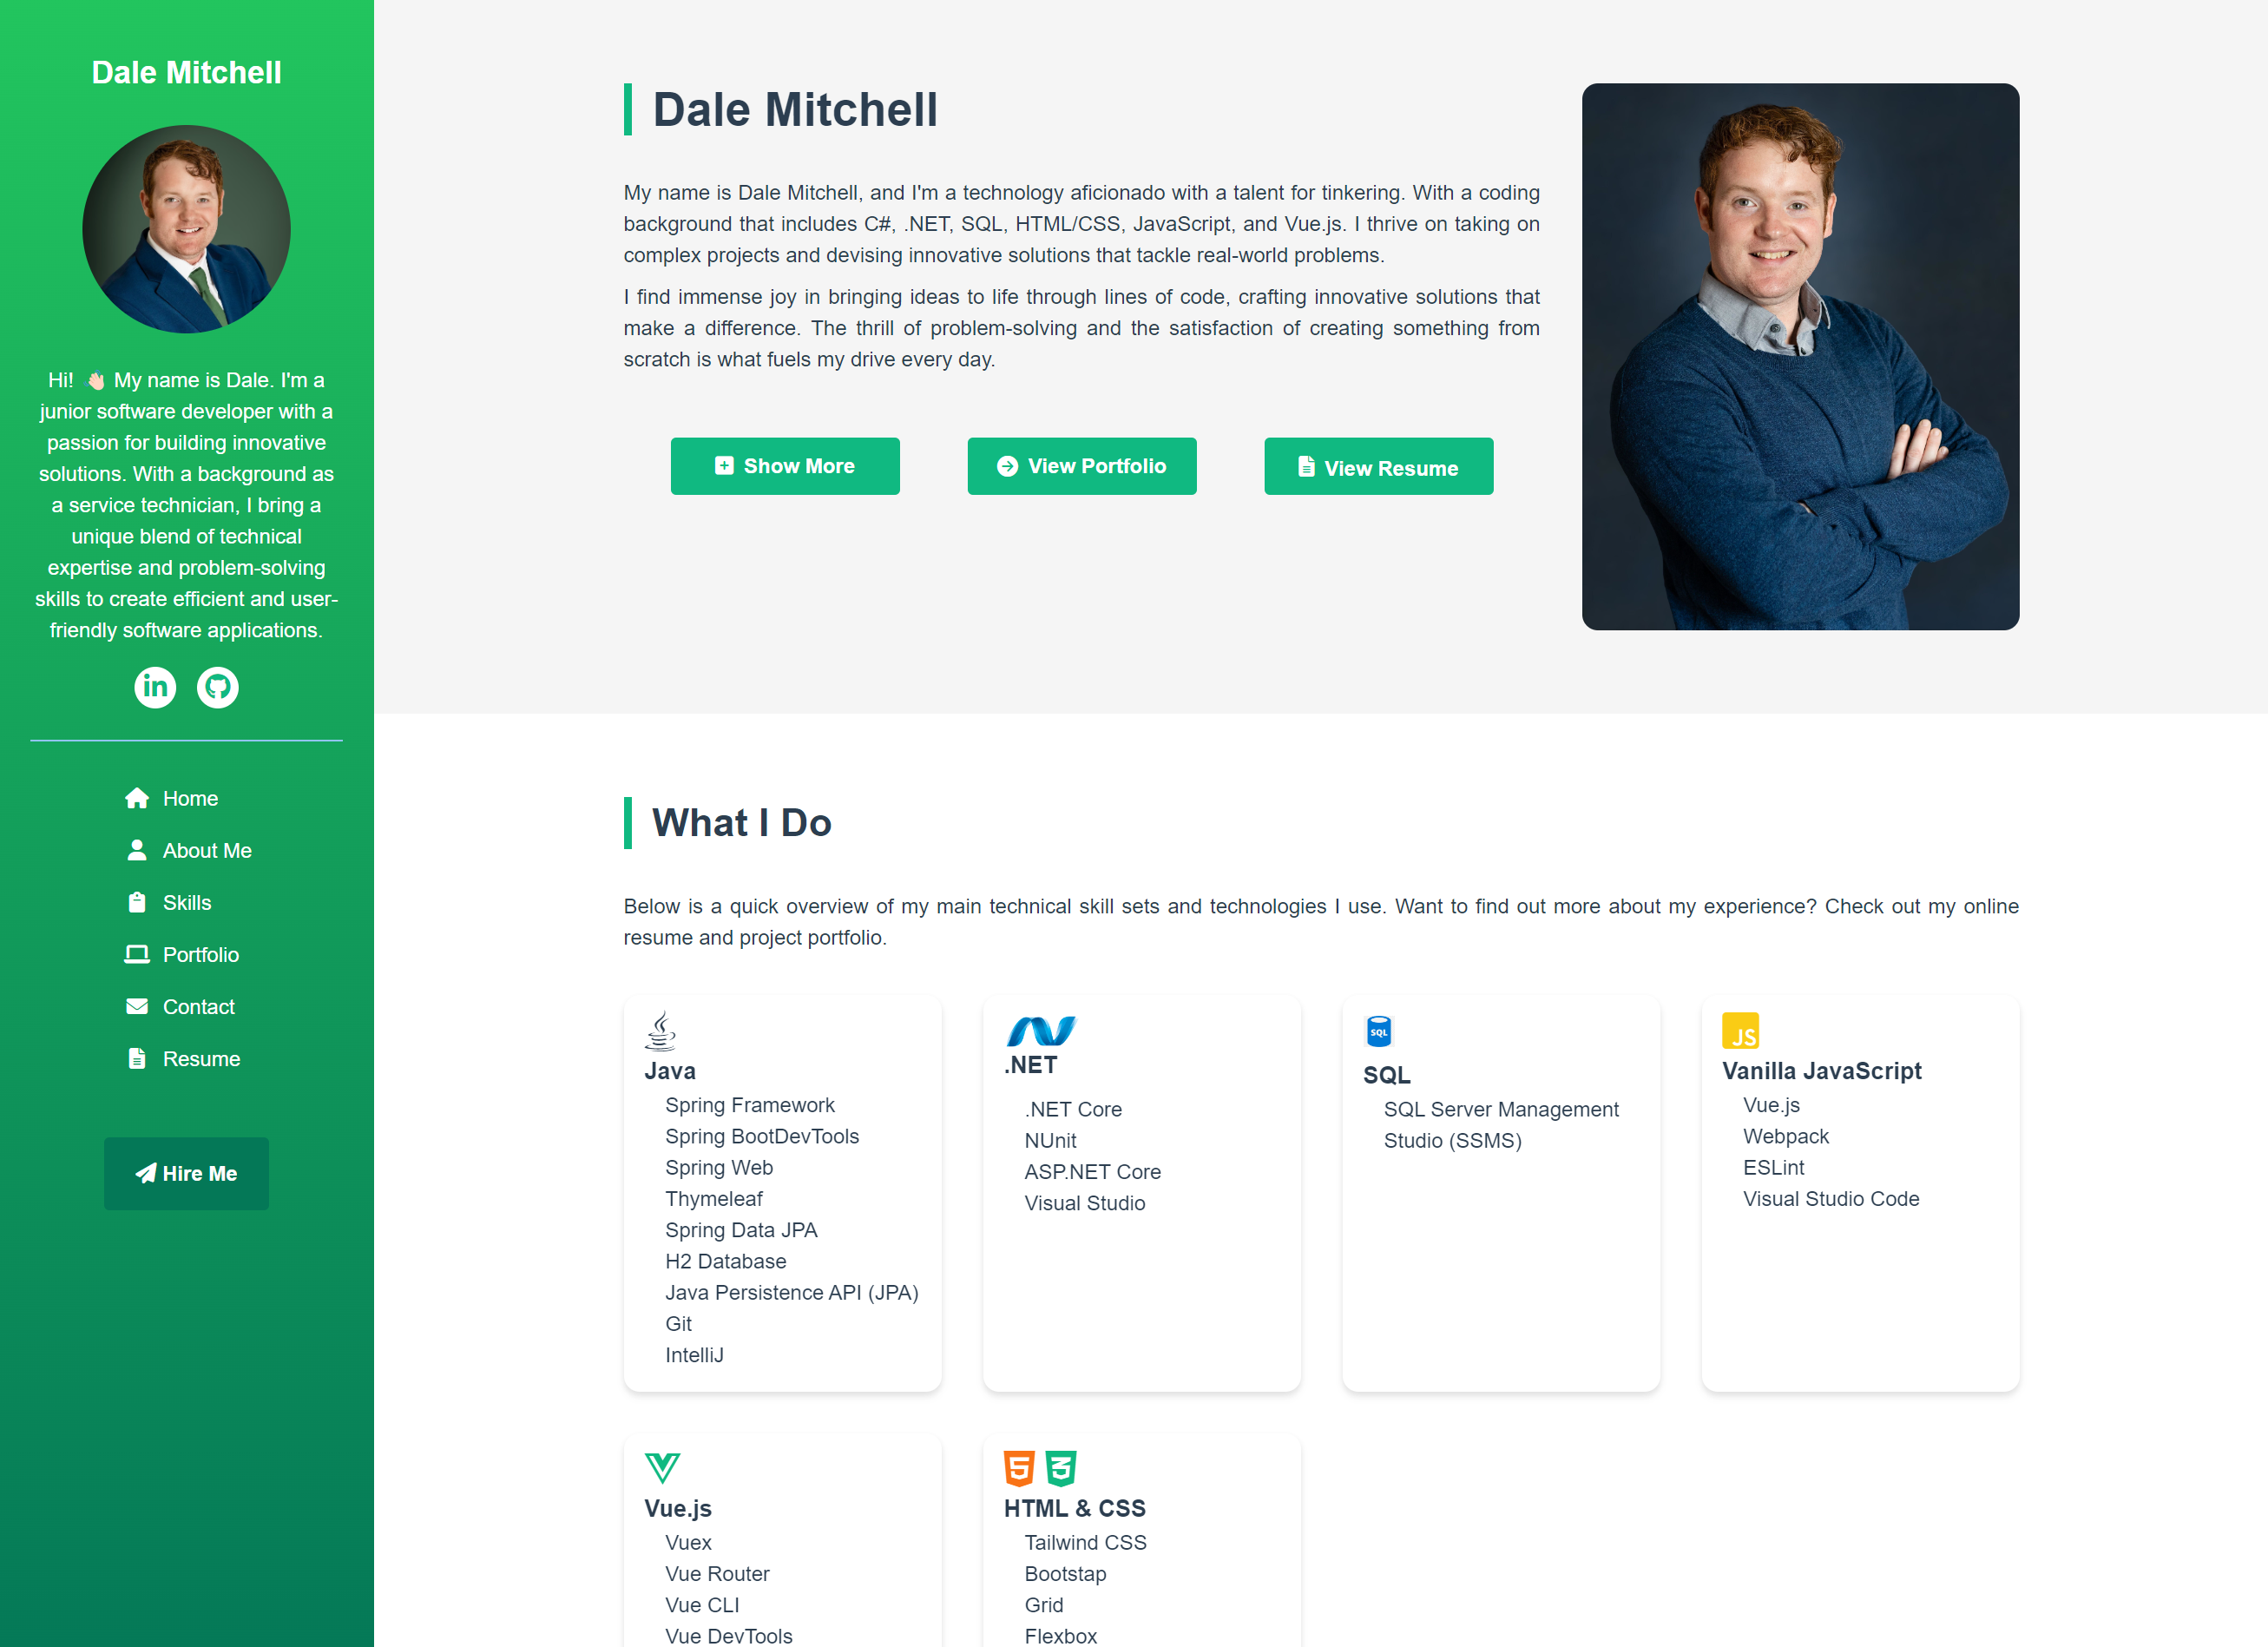 Dale Mitchell
Hi! 👋🏻 My name is Dale. I'm a
junior software developer with a
passion for building innovative
solutions. With a background as
a service technician, I bring a
unique blend of technical
expertise and problem-solving
skills to create efficient and user-
friendly software applications.
in
Home
About Me
Skills
Portfolio
Contact
Resume
Hire Me
Dale Mitchell
My name is Dale Mitchell, and I'm a technology aficionado with a talent for tinkering. With a coding
background that includes C#, .NET, SQL, HTML/CSS, JavaScript, and Vue.js. I thrive on taking on
complex projects and devising innovative solutions that tackle real-world problems.
I find immense joy in bringing ideas to life through lines of code, crafting innovative solutions that
make a difference. The thrill of problem-solving and the satisfaction of creating something from
scratch is what fuels my drive every day.
Show More
View Portfolio
View Resume
What I Do
Below is a quick overview of my main technical skill sets and technologies I use. Want to find out more about my experience? Check out my online
resume and project portfolio.
Java
Spring Framework
Spring BootDevTools
Spring Web
Thymeleaf
Spring Data JPA
H2 Database
Java Persistence API (JPA)
Git
IntelliJ
.NET
.NET Core
NUnit
ASP.NET Core
Visual Studio
SQL
SQL
SQL Server Management
Studio (SSMS)
JS
Vanilla JavaScript
Vue.js
Webpack
ESLint
Visual Studio Code
Vue.js
Vuex
Vue Router
Vue CLI
Vue DevTools
5 3
HTML & CSS
Tailwind CSS
Bootstap
Grid
Flexbox